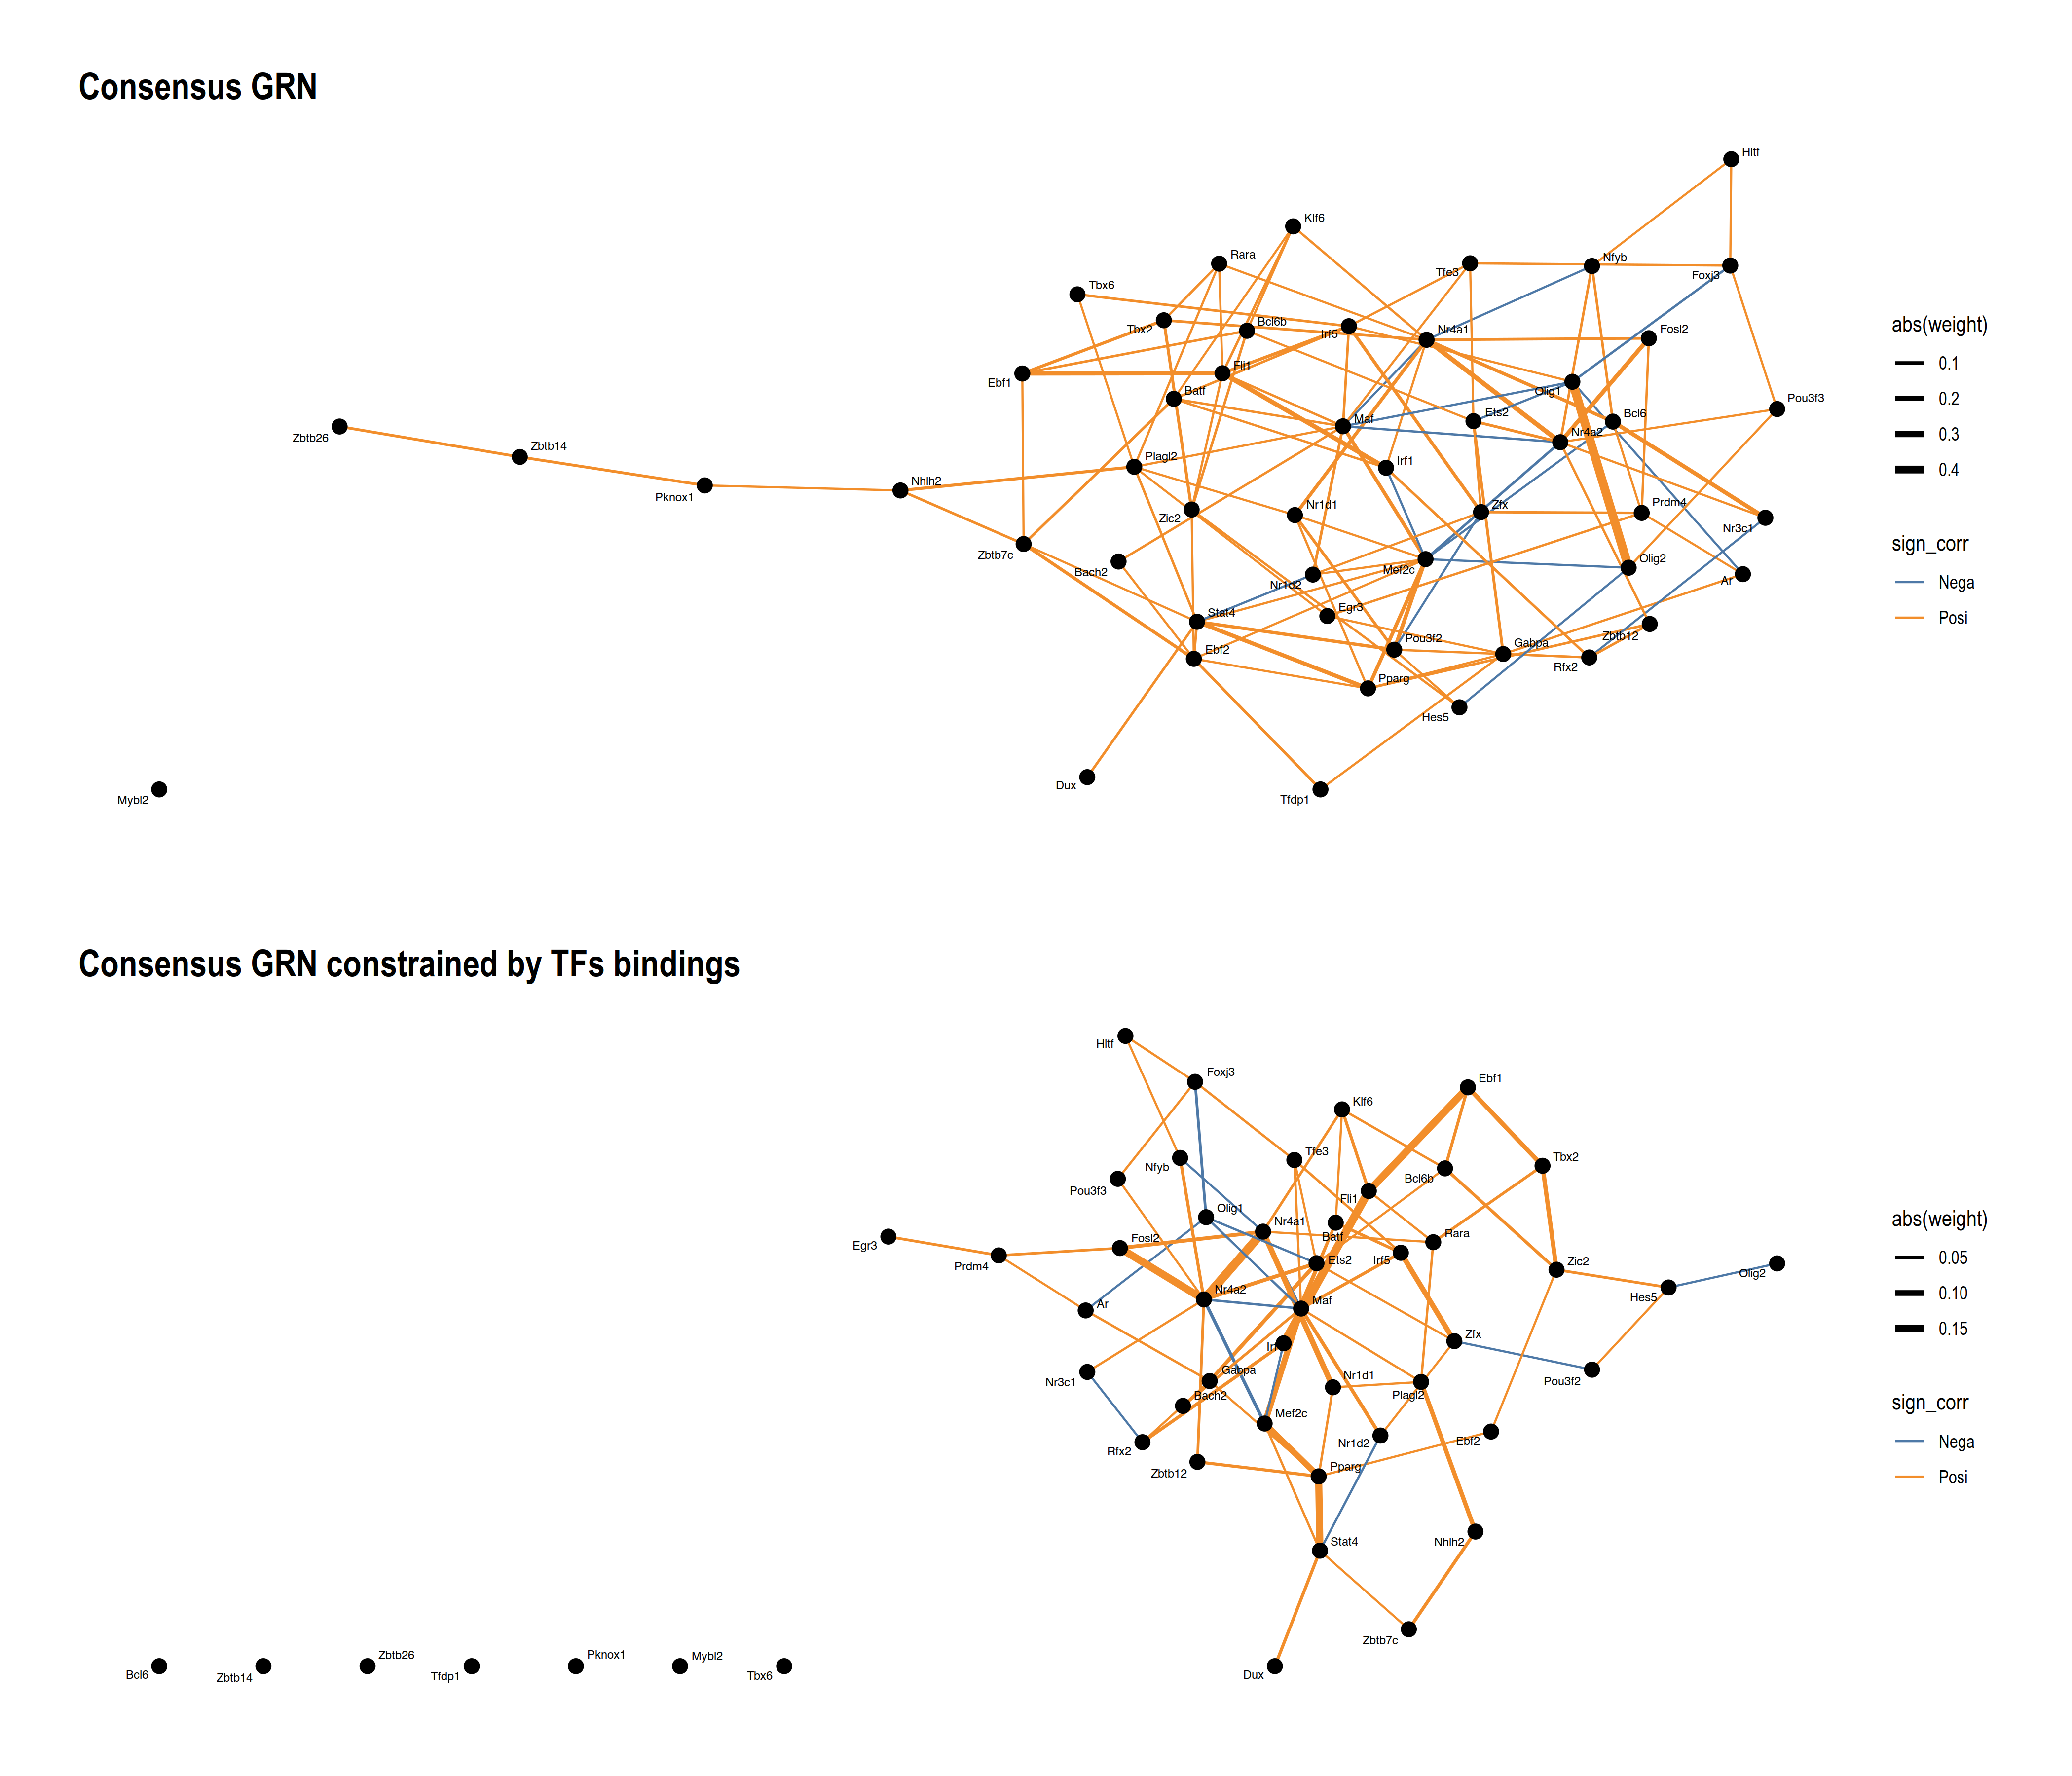 Consensus GRN
Hltf
Klf6
Rara
Tfe3
Nfyb
Foxj3
Tbx6
Tbx2
Bcl6b
Irf5
Nr4a1
Fosl2
Ebf1
Fli1
Batf
Olig1
Pou3f3
Zbtb26
Zbtb14
Maf
Ets2
Bcl6
Nr4a2
Plagl2
Irf1
Pknox1
Nhlh2
Zic2
Nr1d1
Zfx
Prdm4
Nr3c1
Zbtb7c
Bach2
Nr1d2
Mef2c
Olig2
Ar
Stat4
Egr3
Zbtb12
Ebf2
Pou3f2
Gabpa
Rfx2
Pparg
Hes5
Dux
Tfdp1
Mybl2
abs(weight)
0.1
0.2
0.3
0.4
sign_corr
Nega
Posi
Consensus GRN constrained by TFs bindings
Hltf
Foxj3
Ebf1
Klf6
Nfyb
Tfe3
Tbx2
Pou3f3
Bcl6b
Fli1
Olig1
Nr4a1
Egr3
Fosl2
Batf
Rara
Prdm4
Ets2
Irf5
Zic2
Olig2
Nr4a2
Ar
Maf
Hes5
Zfx
Gabpa
Nr3c1
Nr1d1
Pou3f2
Bach2
Plagl2
Mef2c
Rfx2
Nr1d2
Ebf2
Zbtb12
Pparg
Stat4
Nhlh2
Zbtb7c
Dux
Bcl6
Zbtb14
Zbtb26
Tfdp1
Pknox1
Mybl2
Tbx6
abs(weight)
0.05
0.10
0.15
sign_corr
Nega
Posi